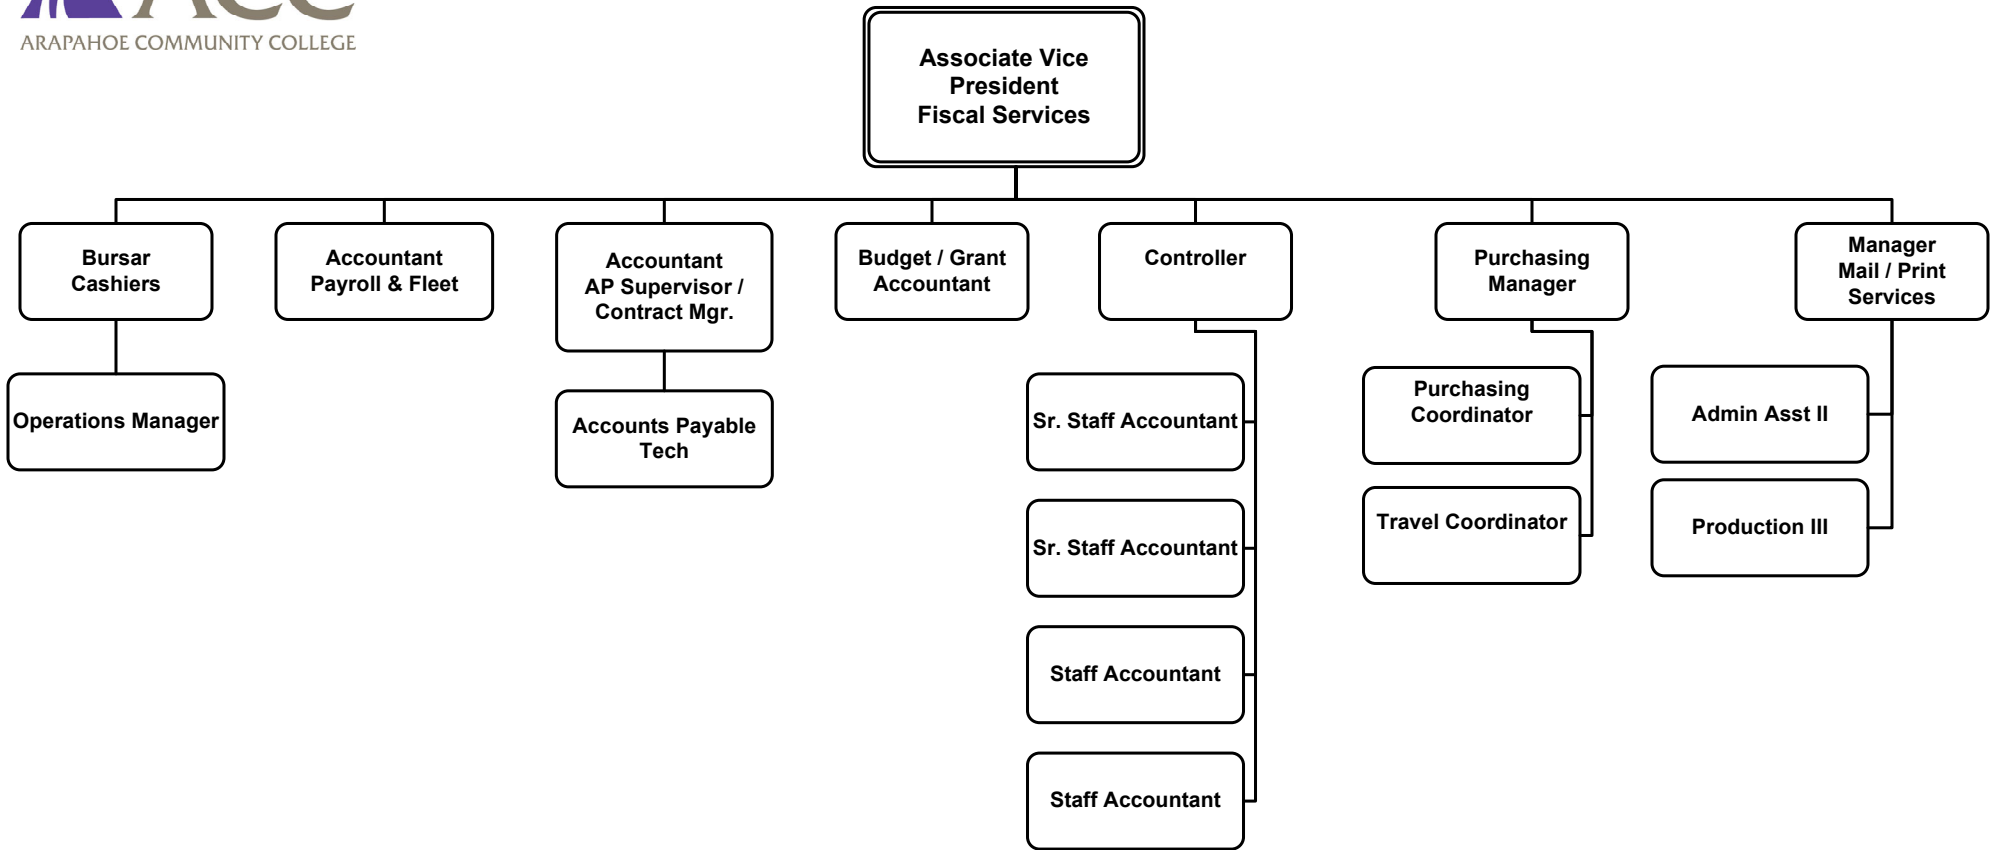 ACC
ARAPAHOE COMMUNITY COLLEGE
Associate Vice
President
Fiscal Services
Bursar
Cashiers
Accountant
Payroll & Fleet
Accountant
AP Supervisor /
Contract Mgr.
Budget / Grant
Accountant
Controller
Purchasing
Manager
Manager
Mail / Print
Services
Operations Manager
Accounts Payable
Tech
Sr. Staff Accountant
Sr. Staff Accountant
Staff Accountant
Staff Accountant
Purchasing
Coordinator
Travel Coordinator
Admin Asst II
Production III